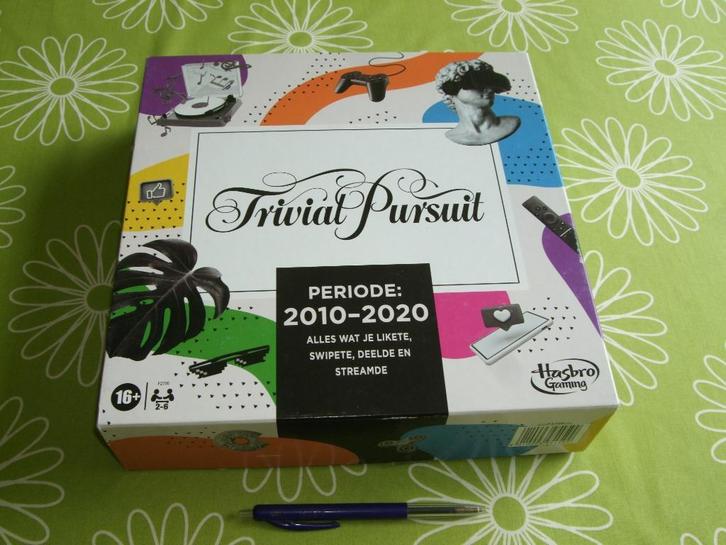 Trivial Pursuit
PERIODE:
2010–2020
ALLES WAT JE LIKETE,
SWIPETE, DEELDE EN
STREAMDE
16+
2-6
Hasbro
Gaming